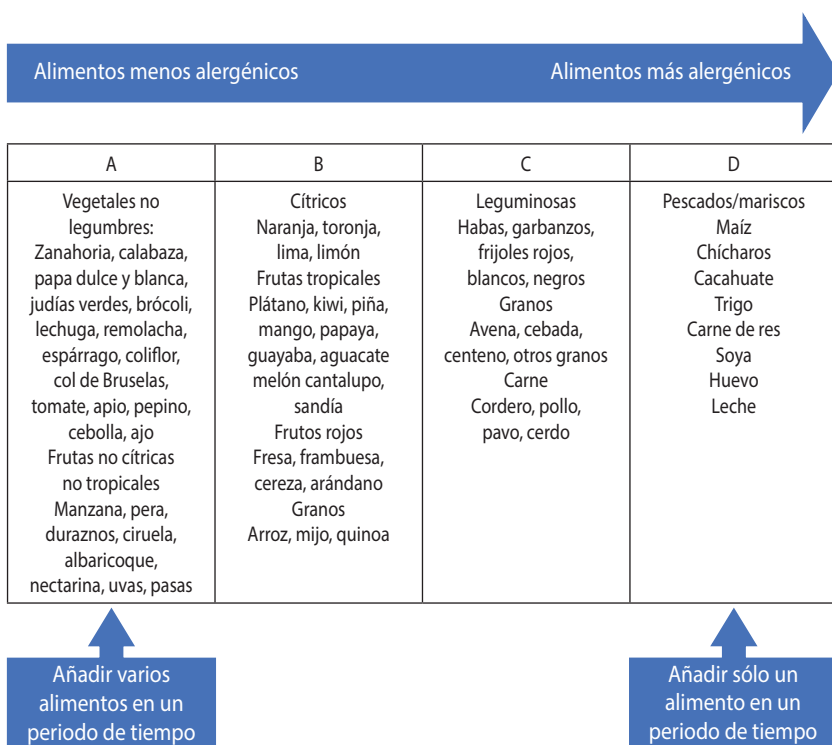 Alimentos menos alergénicos
Alimentos más alergénicos
A
Vegetales no
legumbres:
Zanahoria, calabaza,
papa dulce y blanca,
judías verdes, brócoli,
lechuga, remolacha,
espárrago, coliflor,
col de Bruselas,
tomate, apio, pepino,
cebolla, ajo
Frutas no cítricas
no tropicales
Manzana, pera,
duraznos, ciruela,
albaricoque,
nectarina, uvas, pasas
B
Cítricos
Naranja, toronja,
lima, limón
Frutas tropicales
Plátano, kiwi, piña,
mango, papaya,
guayaba, aguacate
melón cantalupo,
sandía
Frutos rojos
Fresa, frambuesa,
cereza, arándano
Granos
Arroz, mijo, quinoa
C
Leguminosas
Habas, garbanzos,
frijoles rojos,
blancos, negros
Granos
Avena, cebada,
centeno, otros granos
Carne
Cordero, pollo,
pavo, cerdo
D
Pescados/mariscos
Maíz
Chícharos
Cacahuate
Trigo
Carne de res
Soya
Huevo
Leche
Añadir varios
alimentos en un
periodo de tiempo
Añadir sólo un
alimento en un
periodo de tiempo